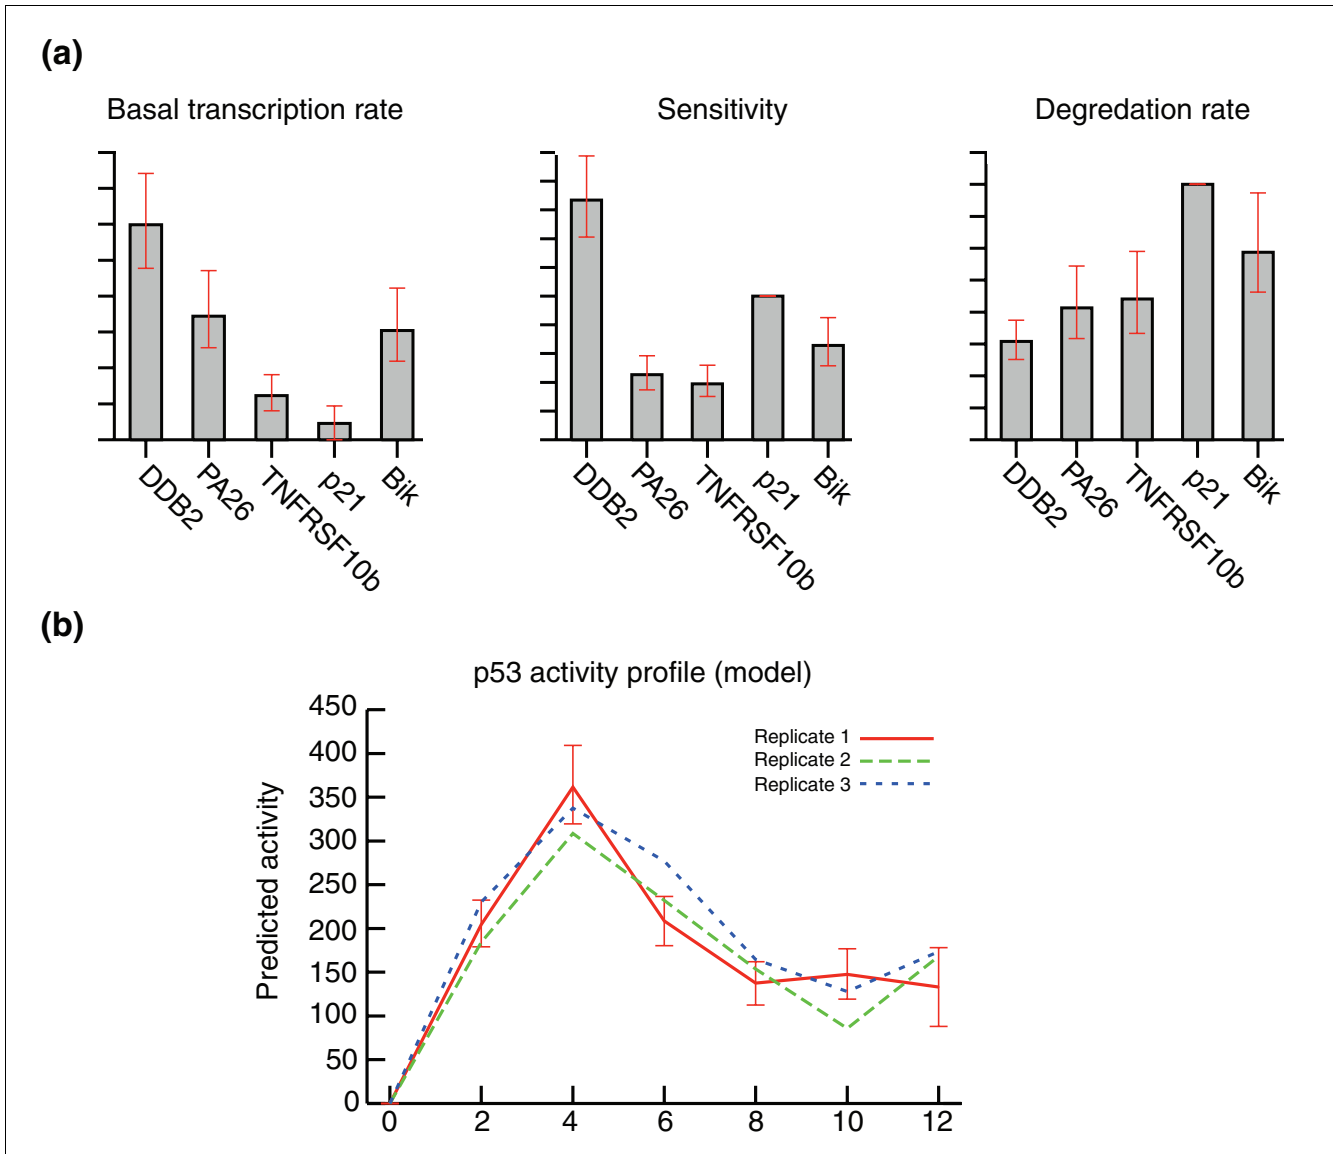 (a)
Basal transcription rate
Sensitivity
Degredation rate
DDB2
PA26
TNFRSF10b
p21
Bik
DDB2
PA26
TNFRSF10b
p21
Bik
DDB2
PA26
TNFRSF10b
p21
Bik
(b)
p53 activity profile (model)
Predicted activity
450
400
350
300
250
200
150
100
50
0
Replicate 1
Replicate 2
Replicate 3
0 2 4 6 8 10 12